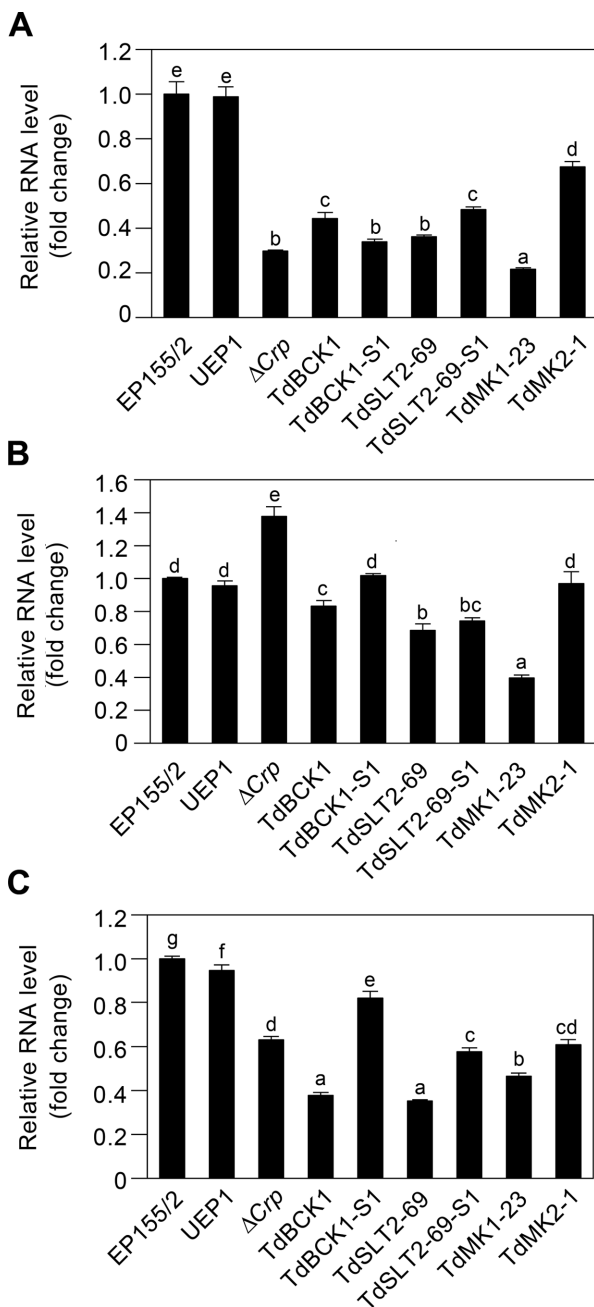 A
Relative RNA level
(fold change)
1.2
1.0
0.8
0.6
0.4
0.2
0
e
e
b
c
b
b
c
a
d
EP155/2
UEP1
ΔCrp
TdBCK1
TdBCK1-S1
TdSLT2-69
TdSLT2-69-S1
TdMK1-23
TdMK2-1
B
Relative RNA level
(fold change)
1.6
1.4
1.2
1.0
0.8
0.6
0.4
0.2
0
d
d
e
c
d
b
bc
a
d
EP155/2
UEP1
ΔCrp
TdBCK1
TdBCK1-S1
TdSLT2-69
TdSLT2-69-S1
TdMK1-23
TdMK2-1
C
Relative RNA level
(fold change)
1.2
1.0
0.8
0.6
0.4
0.2
0
g
f
d
a
e
a
c
b
cd
EP155/2
UEP1
ΔCrp
TdBCK1
TdBCK1-S1
TdSLT2-69
TdSLT2-69-S1
TdMK1-23
TdMK2-1